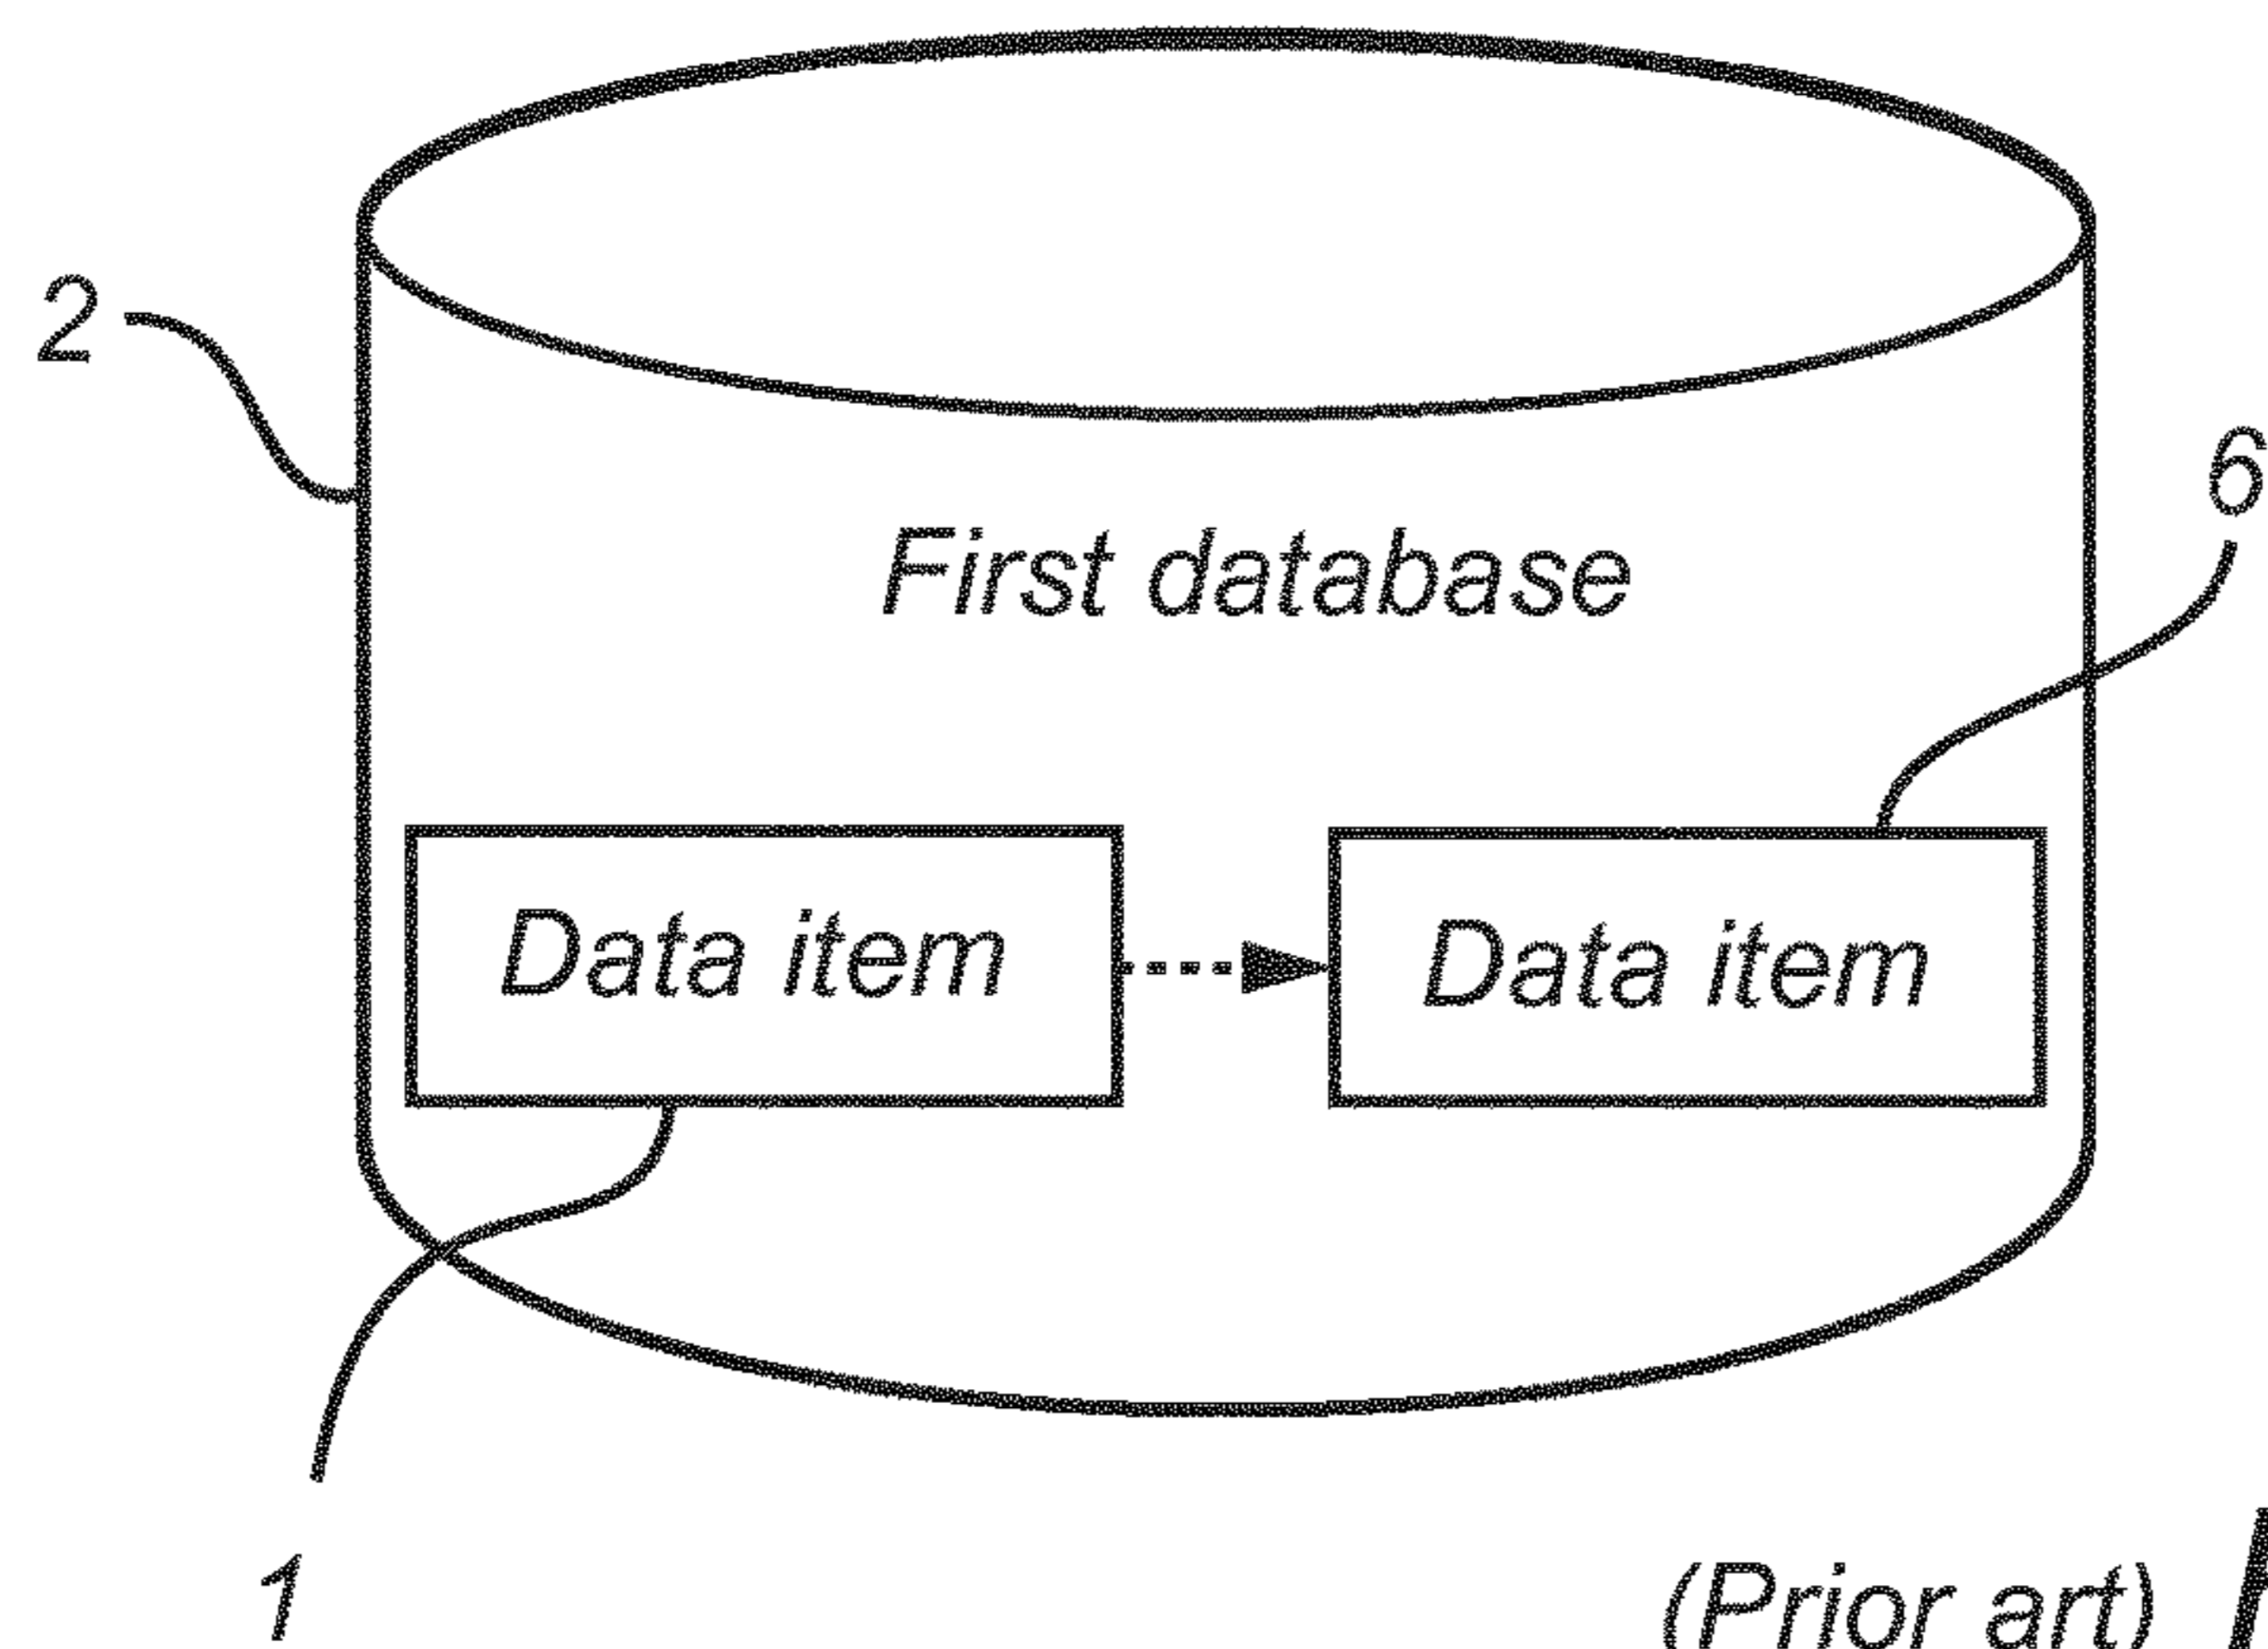 2
6
First database
Data item
Data item
1
(Prior art)